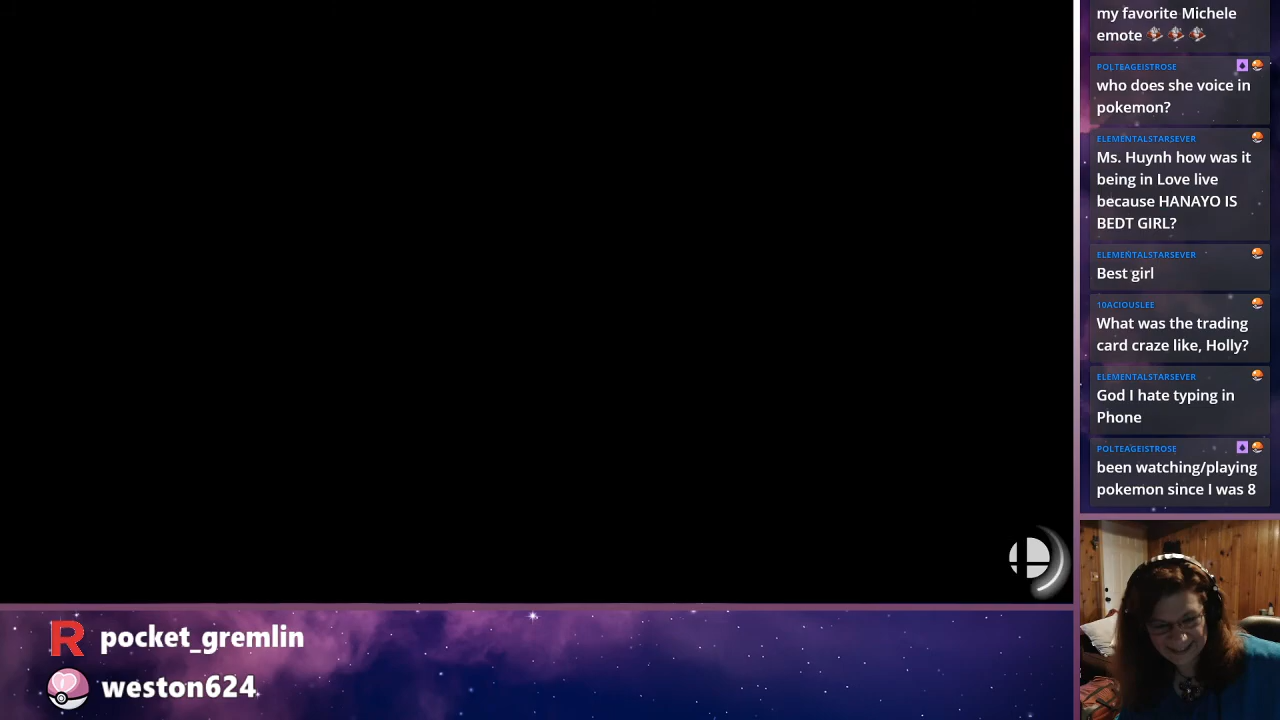 my favorite Michele
emote
POLTEAGEISTROSE
who does she voice in
pokemon?
ELEMENTALSTARSEVER
Ms. Huynh how was it
being in Love live
because HANAYO IS
BEDT GIRL?
ELEMENTALSTARSEVER
Best girl
10ACIOUSLEE
What was the trading
card craze like, Holly?
ELEMENTALSTARSEVER
God I hate typing in
Phone
POLTEAGEISTROSE
been watching/playing
pokemon since I was 8
R pocket_gremlin
weston624